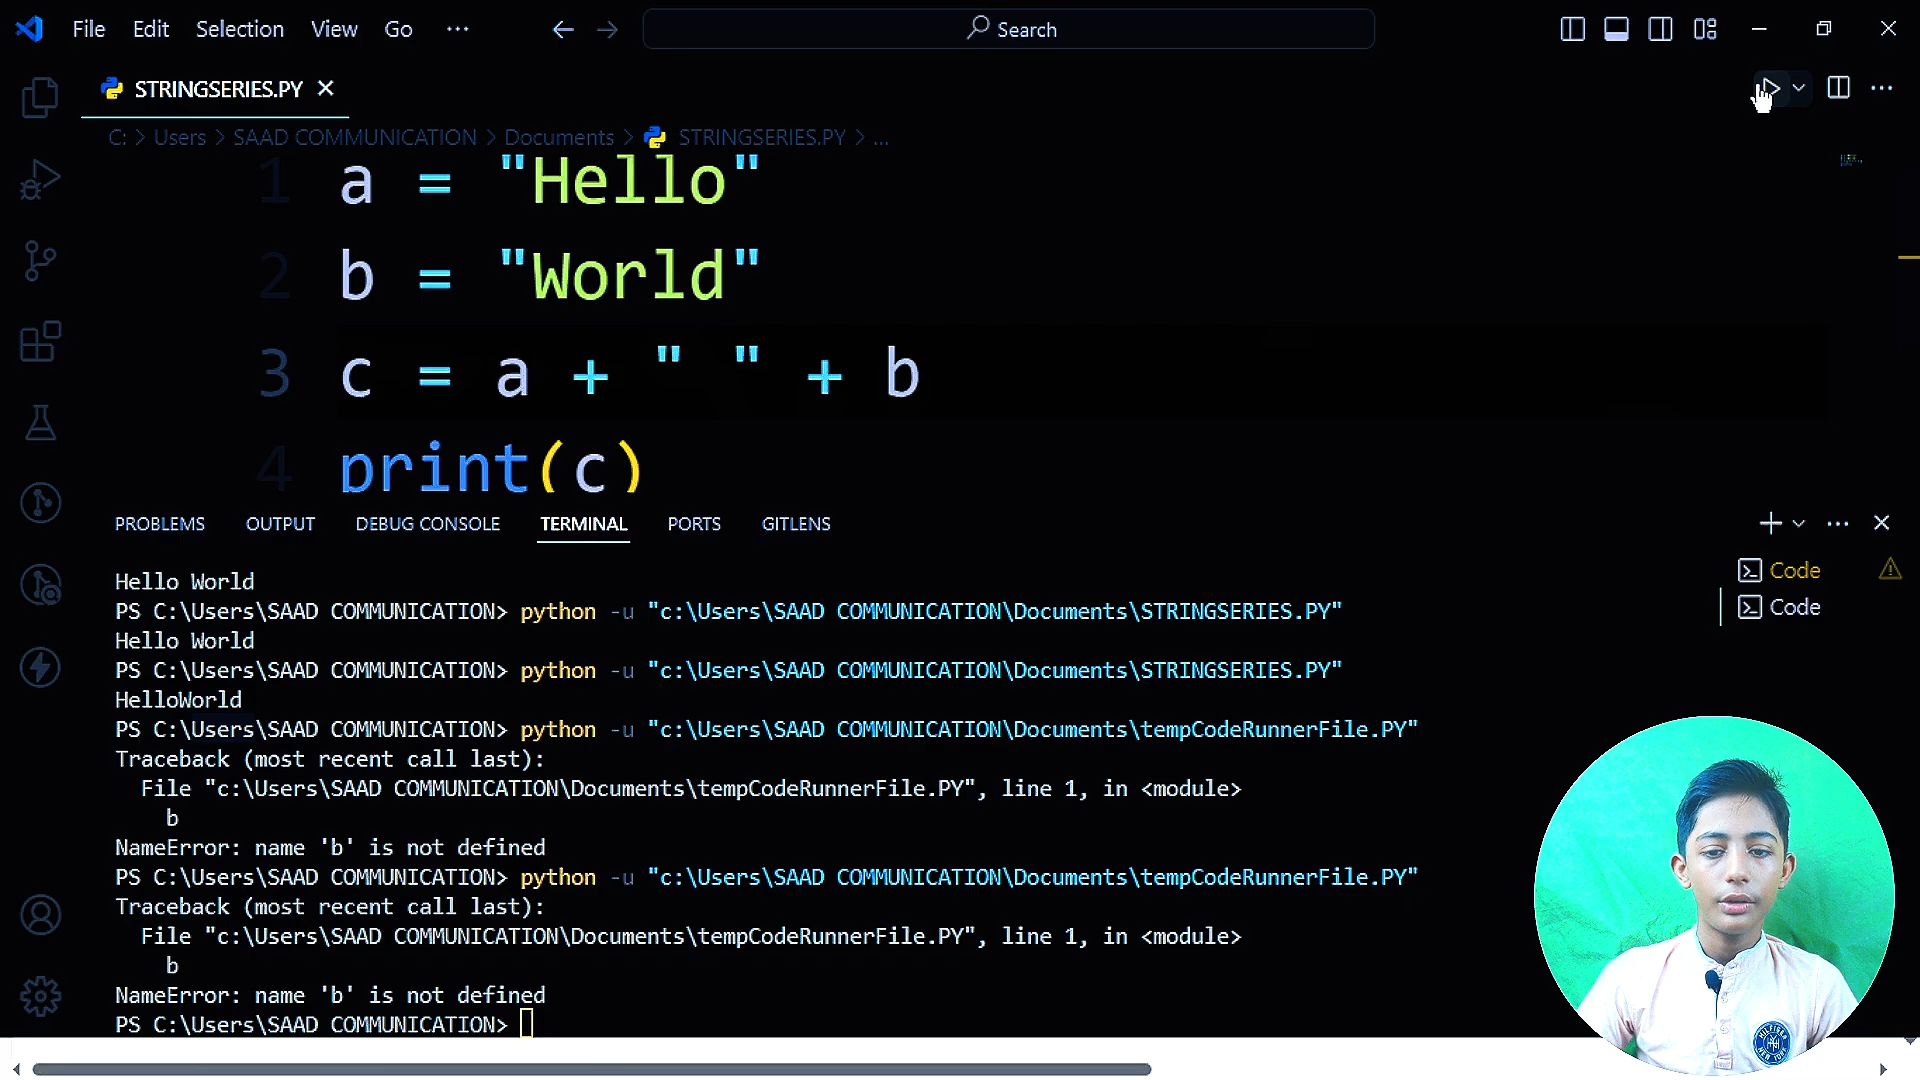 File Edit Selection View Go ··· Search
STRINGSERIES.PY
C: > Users > SAAD COMMUNICATION > Documents > STRINGSERIES.PY > ...
1 a = "Hello"
2 b = "World"
3 c = a + " " + b
4 print(c)
PROBLEMS OUTPUT DEBUG CONSOLE TERMINAL PORTS GITLENS
Code
Code
Hello World
PS C:\Users\SAAD COMMUNICATION> python -u "c:\Users\SAAD COMMUNICATION\Documents\STRINGSERIES.PY"
Hello World
PS C:\Users\SAAD COMMUNICATION> python -u "c:\Users\SAAD COMMUNICATION\Documents\STRINGSERIES.PY"
HelloWorld
PS C:\Users\SAAD COMMUNICATION> python -u "c:\Users\SAAD COMMUNICATION\Documents\tempCodeRunnerFile.PY"
Traceback (most recent call last):
File "c:\Users\SAAD COMMUNICATION\Documents\tempCodeRunnerFile.PY", line 1, in <module>
b
NameError: name 'b' is not defined
PS C:\Users\SAAD COMMUNICATION> python -u "c:\Users\SAAD COMMUNICATION\Documents\tempCodeRunnerFile.PY"
Traceback (most recent call last):
File "c:\Users\SAAD COMMUNICATION\Documents\tempCodeRunnerFile.PY", line 1, in <module>
b
NameError: name 'b' is not defined
PS C:\Users\SAAD COMMUNICATION>